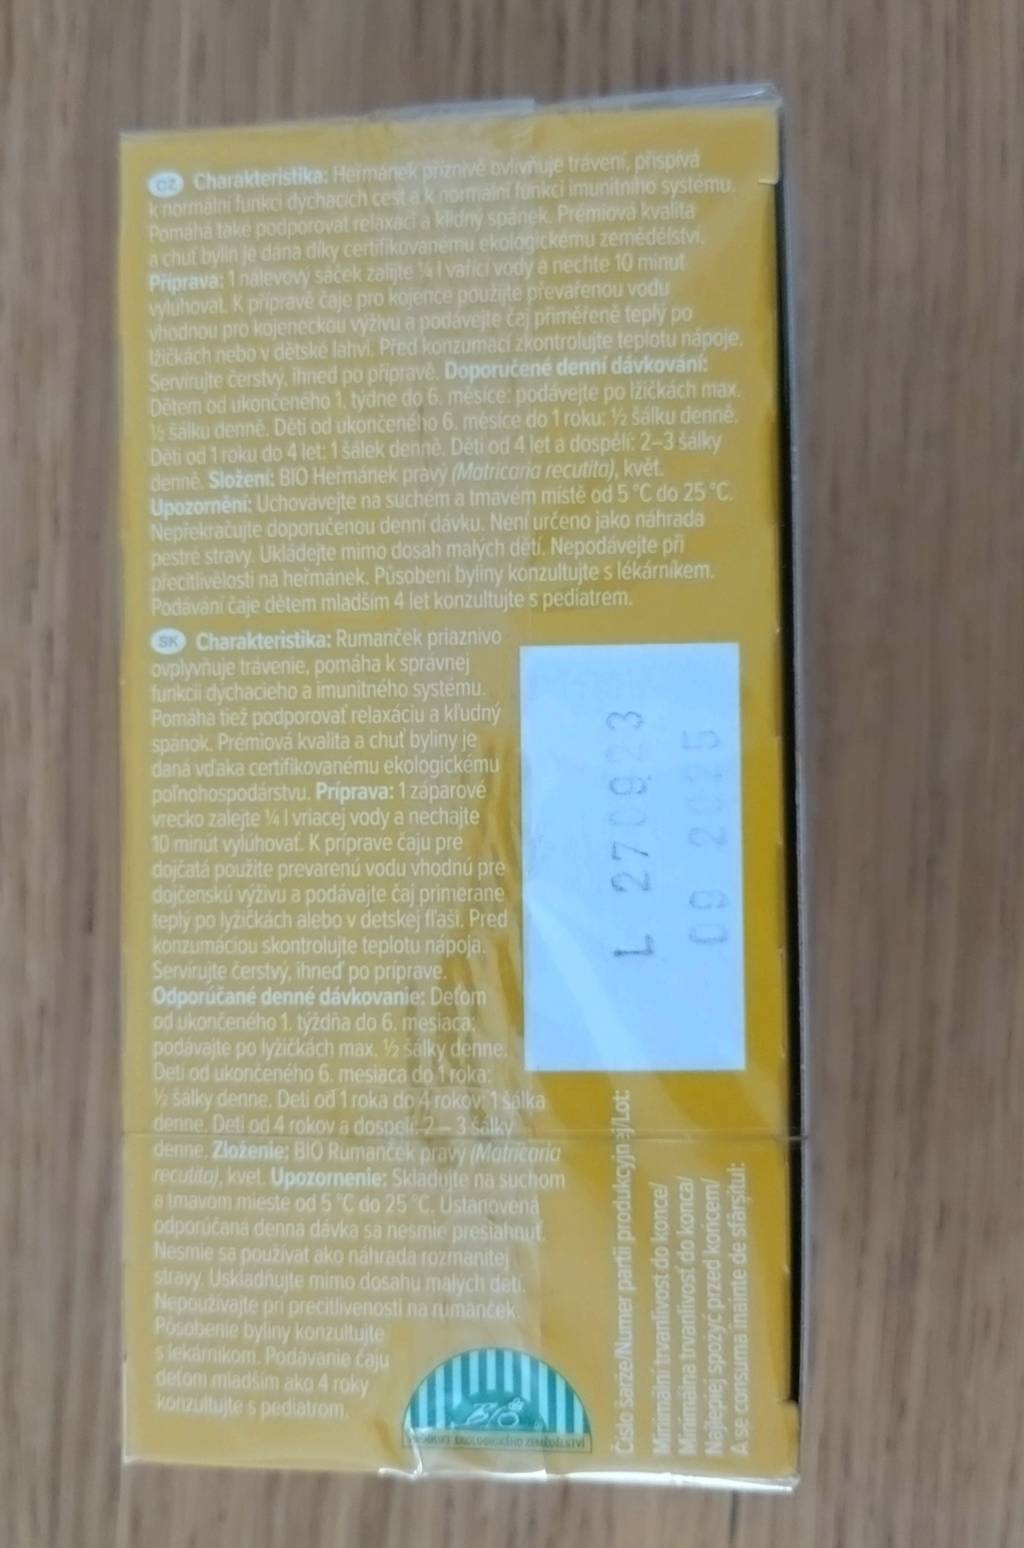 CZ Charakteristika: Heřmánek příznivě ovlivňuje trávení, přispívá
k normální funkci dýchacích cest a k normální funkci imunitního systému.
Pomáhá také podporovat relaxaci a klidný spánek. Prémiová kvalita
a chuť bylin je dána díky certifikovanému ekologickému zemědělství.
Příprava: 1 nálevový sáček zalijte ¼ l vařící vody a nechte 10 minut
vyluhovat. K přípravě čaje pro kojence použijte převařenou vodu
vhodnou pro kojeneckou výživu a podávejte čaj přiměřeně teplý po
lžičkách nebo v dětské lahvi. Před konzumací zkontrolujte teplotu nápoje.
Servírujte čerstvý, ihned po přípravě. Doporučené denní dávkování:
Dětem od ukončeného 1. týdne do 6. měsíce: podávejte po lžičkách max.
½ šálku denně. Děti od ukončeného 6. měsíce do 1 roku: ½ šálku denně.
Děti od 1 roku do 4 let: 1 šálek denně. Děti od 4 let a dospělí: 2–3 šálky
denně. Složení: BIO Heřmánek pravý (Matricaria recutita), květ.
Upozornění: Uchovávejte na suchém a tmavém místě od 5 °C do 25 °C.
Nepřekračujte doporučenou denní dávku. Není určeno jako náhrada
pestré stravy. Ukládejte mimo dosah malých dětí. Nepodávejte při
přecitlivělosti na heřmánek. Působení byliny konzultujte s lékárníkem.
Podávání čaje dětem mladším 4 let konzultujte s pediatrem.
SK Charakteristika: Rumanček priaznivo
ovplyvňuje trávenie, pomáha k správnej
funkcii dýchacieho a imunitného systému.
Pomáha tiež podporovať relaxáciu a kľudný
spánok. Prémiová kvalita a chuť byliny je
daná vďaka certifikovanému ekologickému
poľnohospodárstvu. Príprava: 1 záparové
vrecko zalejte ¼ l vriacej vody a nechajte
10 minút vylúhovať. K príprave čaju pre
dojčatá použite prevarenú vodu vhodnú pre
dojčenskú výživu a podávajte čaj primerane
teplý po lyžičkách alebo v detskej fľaši. Pred
konzumáciou skontrolujte teplotu nápoja.
Servírujte čerstvý, ihneď po príprave.
Odporúčané denné dávkovanie: Deťom
od ukončeného 1. týždňa do 6. mesiaca:
podávajte po lyžičkách max. ½ šálky denne.
Deti od ukončeného 6. mesiaca do 1 roka:
½ šálky denne. Deti od 1 roka do 4 rokov: 1 šálka
denne. Deti od 4 rokov a dospelí: 2–3 šálky
denne. Zloženie: BIO Rumanček pravý (Matricaria
recutita), kvet. Upozornenie: Skladujte na suchom
a tmavom mieste od 5 °C do 25 °C. Ustanovená
odporúčaná denná dávka sa nesmie presiahnuť.
Nesmie sa používať ako náhrada rozmanitej
stravy. Uskladňujte mimo dosahu malých detí.
Nepoužívajte pri precitlivenosti na rumanček.
Pôsobenie byliny konzultujte
s lekárnikom. Podávanie čaju
deťom mladším ako 4 roky
konzultujte s pediatrom.
L 270923
09 2025
Číslo šarže/Numer partii produkcyjnej/Lot:
Minimální trvanlivost do konce/
Minimálna trvanlivosť do konca/
Najlepiej spożyć przed końcem/
A se consuma înainte de sfârşitul:
BIO
PRODUKT EKOLOGICKÉHO ZEMĚDĚLSTVÍ